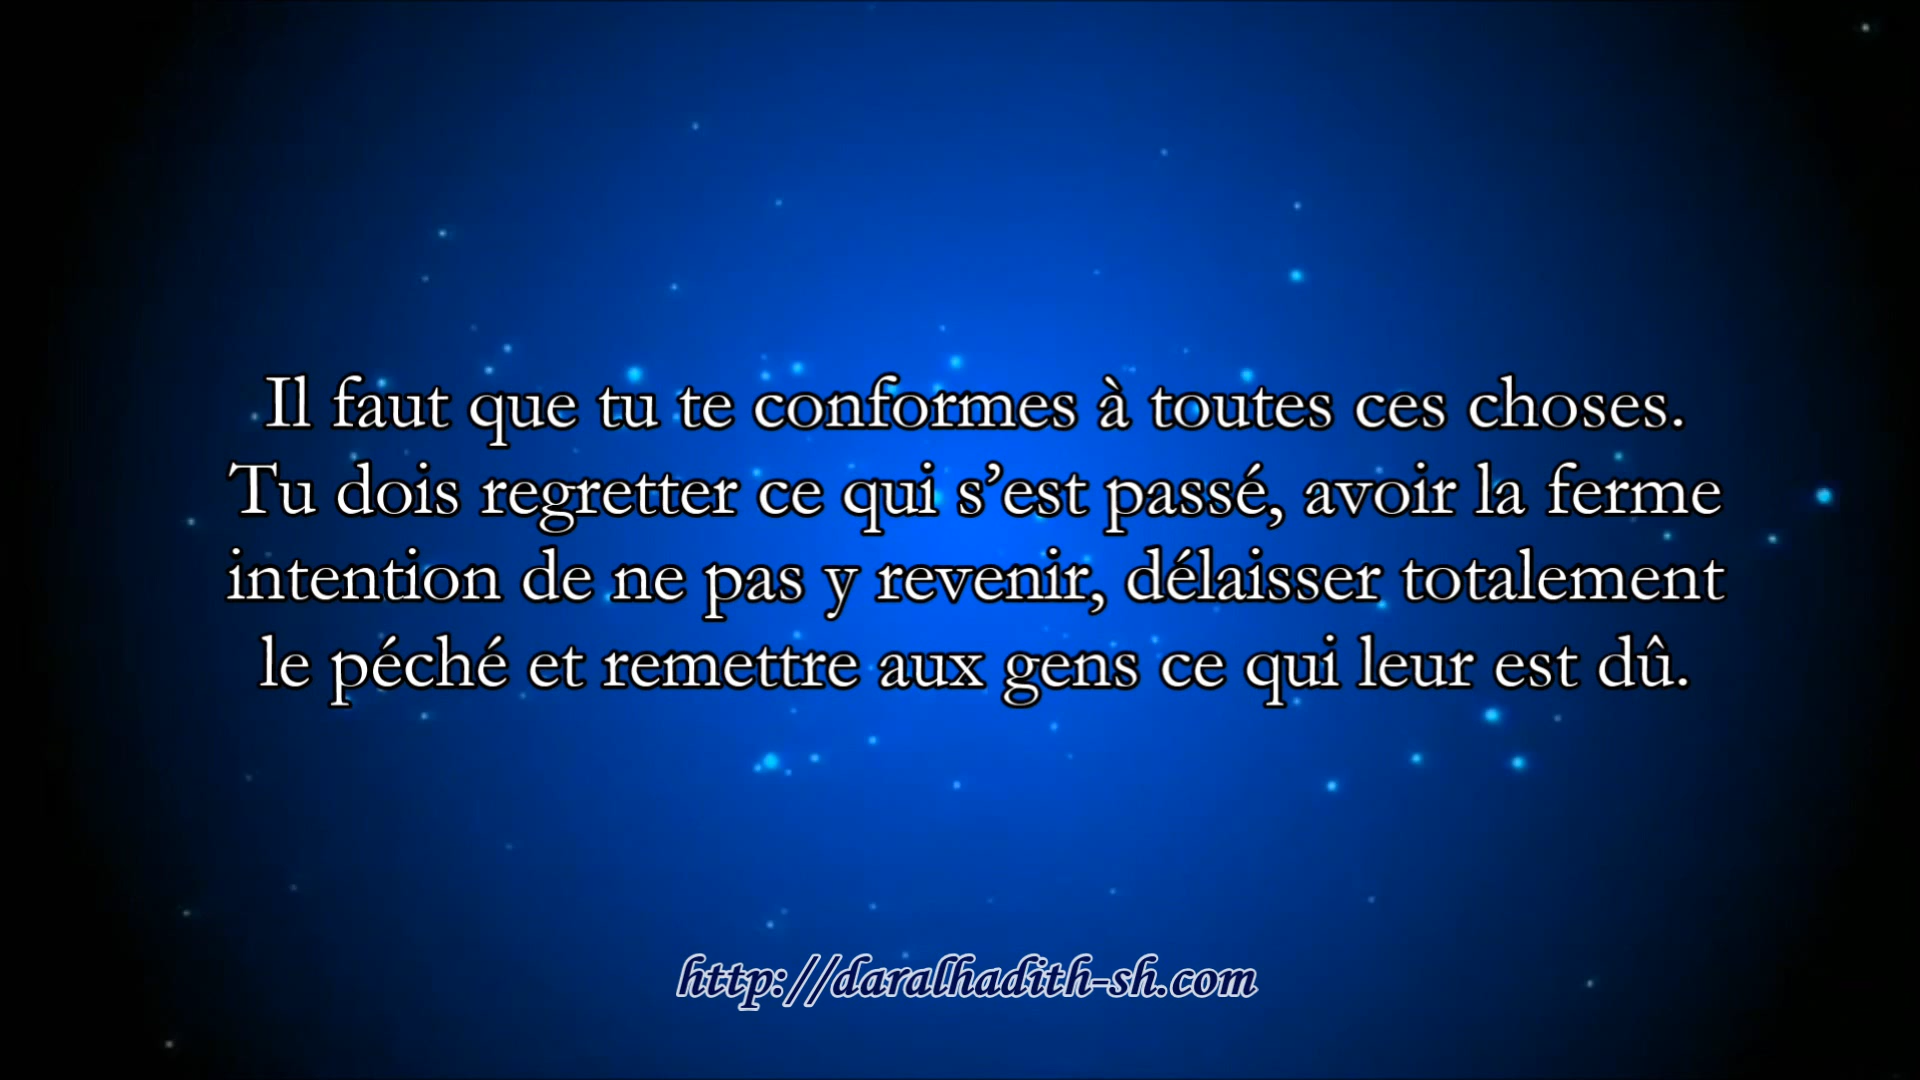 Il faut que tu te conformes à toutes ces choses.
Tu dois regretter ce qui s’est passé, avoir la ferme
intention de ne pas y revenir, délaisser totalement
le péché et remettre aux gens ce qui leur est dû.
http://daralhadith-sh.com